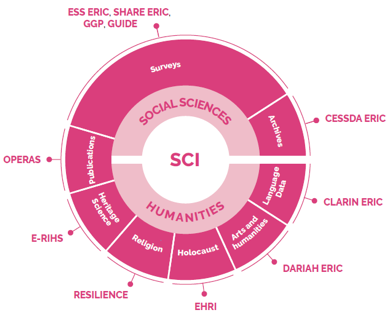 ESS ERIC, SHARE ERIC,
GGP, GUIDE
Surveys
SOCIAL SCIENCES
Archives
CESSDA ERIC
Publications
OPERAS
SCI
Language
Data
CLARIN ERIC
HUMANITIES
Heritage
Science
E-RIHS
Religion
Holocaust
Arts and
humanities
DARIAH ERIC
RESILIENCE
EHRI